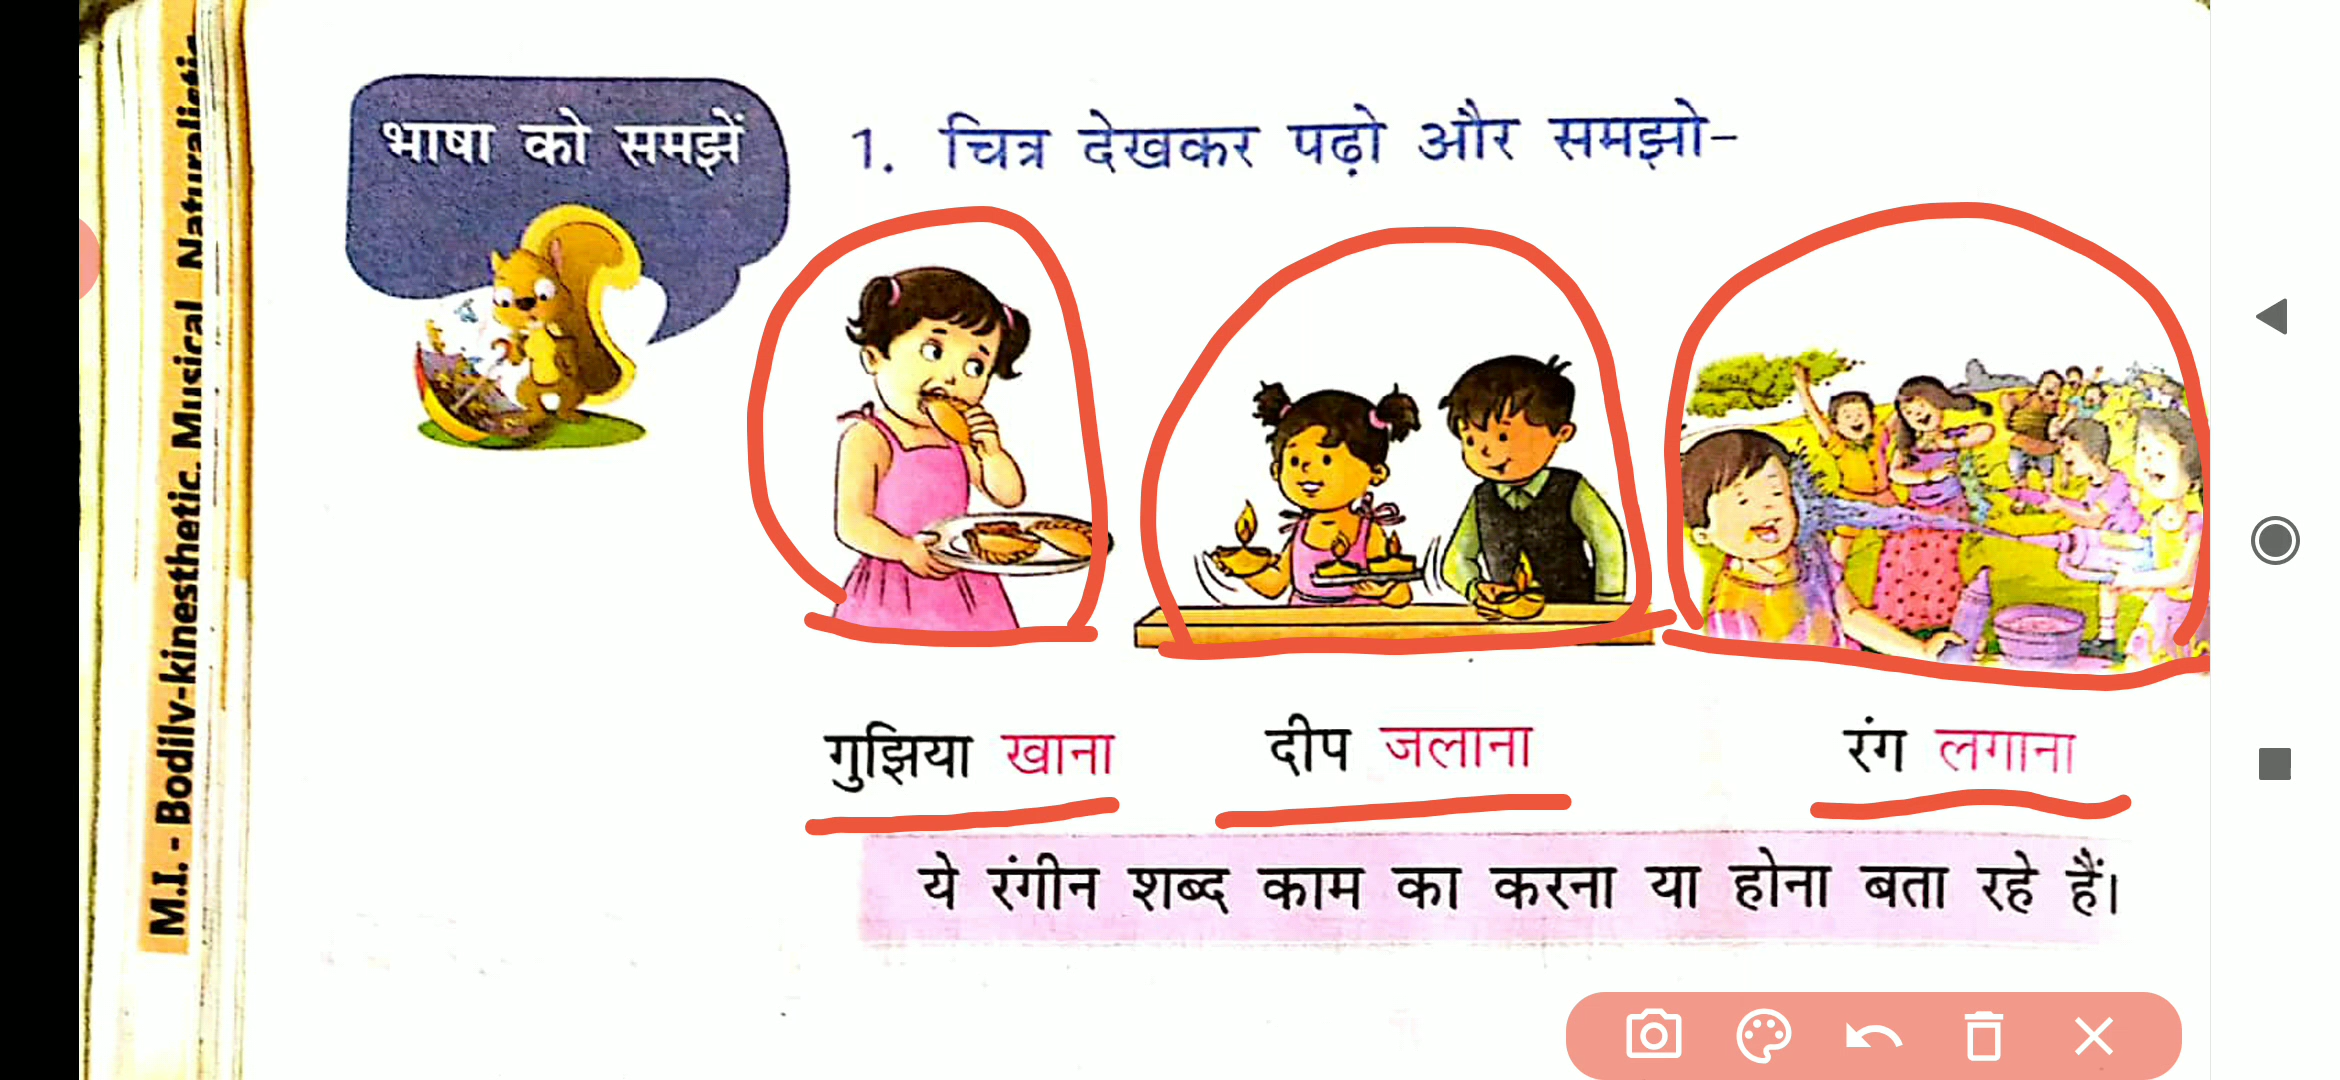 M.I. - Bodily-kinesthetic, Musical, Naturalistic
भाषा को समझें
1. चित्र देखकर पढ़ो और समझो–
गुझिया खाना
दीप जलाना
रंग लगाना
ये रंगीन शब्द काम का करना या होना बता रहे हैं।